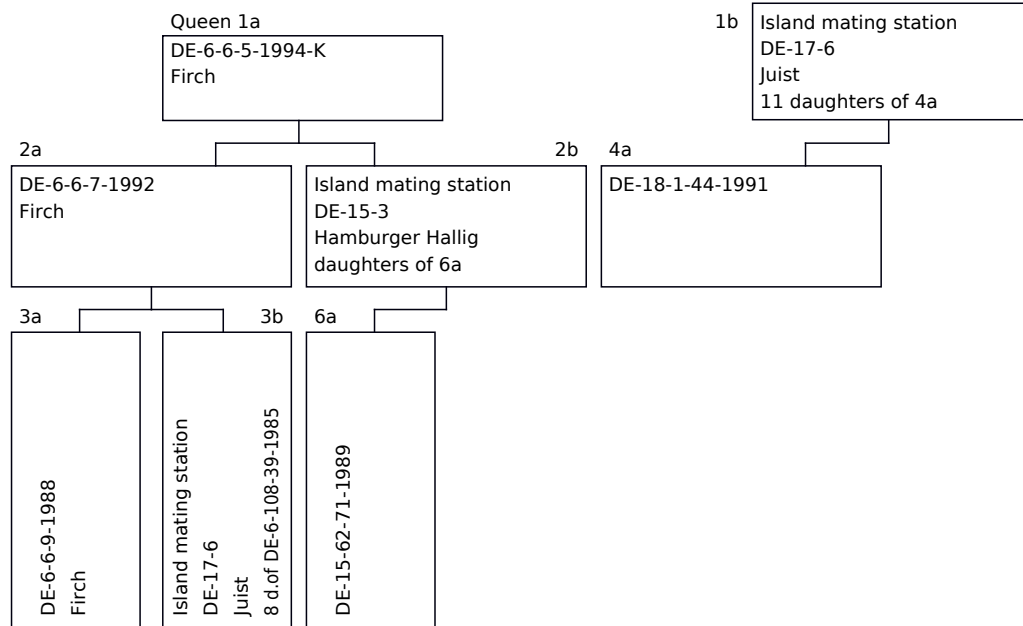 Queen 1a
DE-6-6-5-1994-K
Firch
1b
Island mating station
DE-17-6
Juist
11 daughters of 4a
2a
DE-6-6-7-1992
Firch
2b
Island mating station
DE-15-3
Hamburger Hallig
daughters of 6a
4a
DE-18-1-44-1991
3a
DE-6-6-9-1988
Firch
3b
Island mating station
DE-17-6
Juist
8 d.of DE-6-108-39-1985
6a
DE-15-62-71-1989